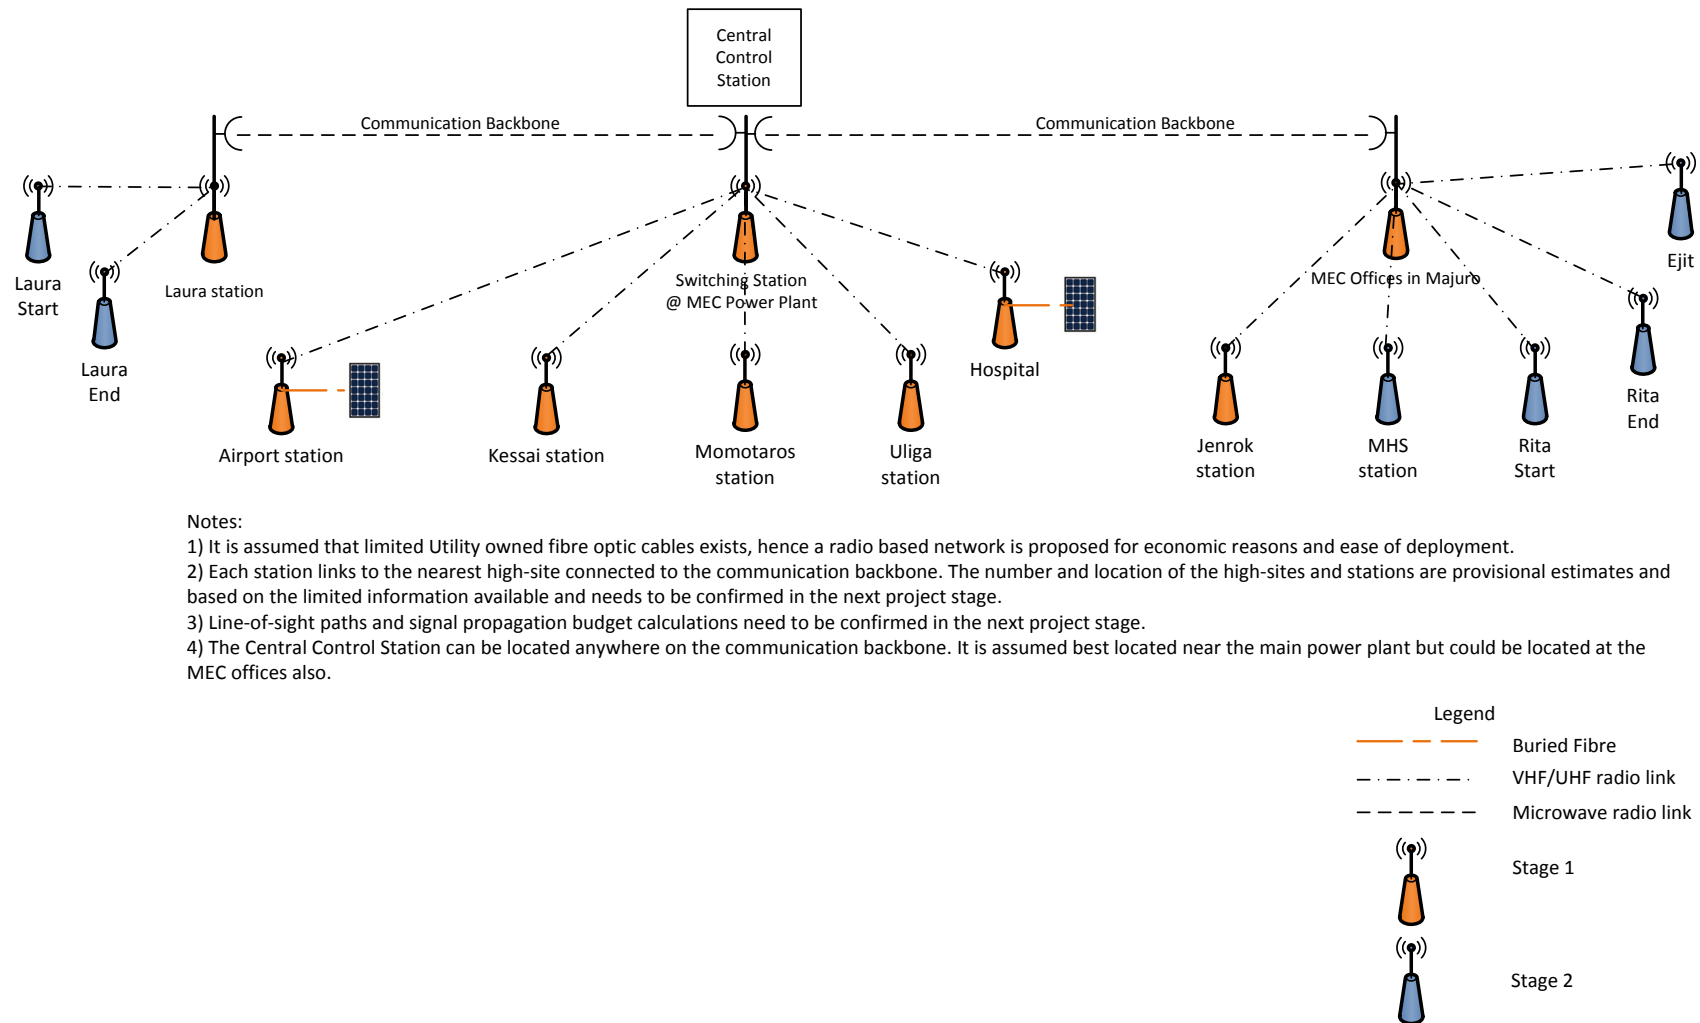 Central
Control
Station
Communication Backbone
Communication Backbone
Laura
Start
Laura
End
Laura station
Switching Station
@ MEC Power Plant
MEC Offices in Majuro
Ejit
Airport station
Kessai station
Momotaros
station
Uliga
station
Hospital
Jenrok
station
MHS
station
Rita
Start
Rita
End
Notes:
1) It is assumed that limited Utility owned fibre optic cables exists, hence a radio based network is proposed for economic reasons and ease of deployment.
2) Each station links to the nearest high-site connected to the communication backbone. The number and location of the high-sites and stations are provisional estimates and
based on the limited information available and needs to be confirmed in the next project stage.
3) Line-of-sight paths and signal propagation budget calculations need to be confirmed in the next project stage.
4) The Central Control Station can be located anywhere on the communication backbone. It is assumed best located near the main power plant but could be located at the
MEC offices also.
Legend
Buried Fibre
VHF/UHF radio link
Microwave radio link
Stage 1
Stage 2